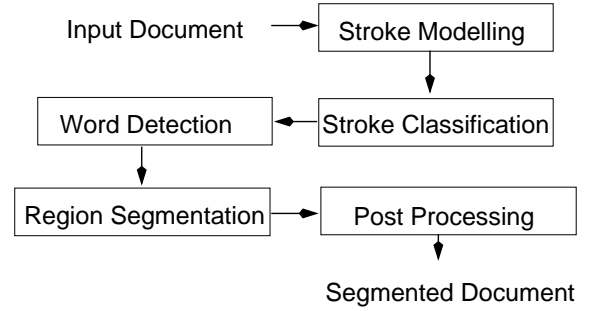 Input Document
Stroke Modelling
Word Detection
Stroke Classification
Region Segmentation
Post Processing
Segmented Document